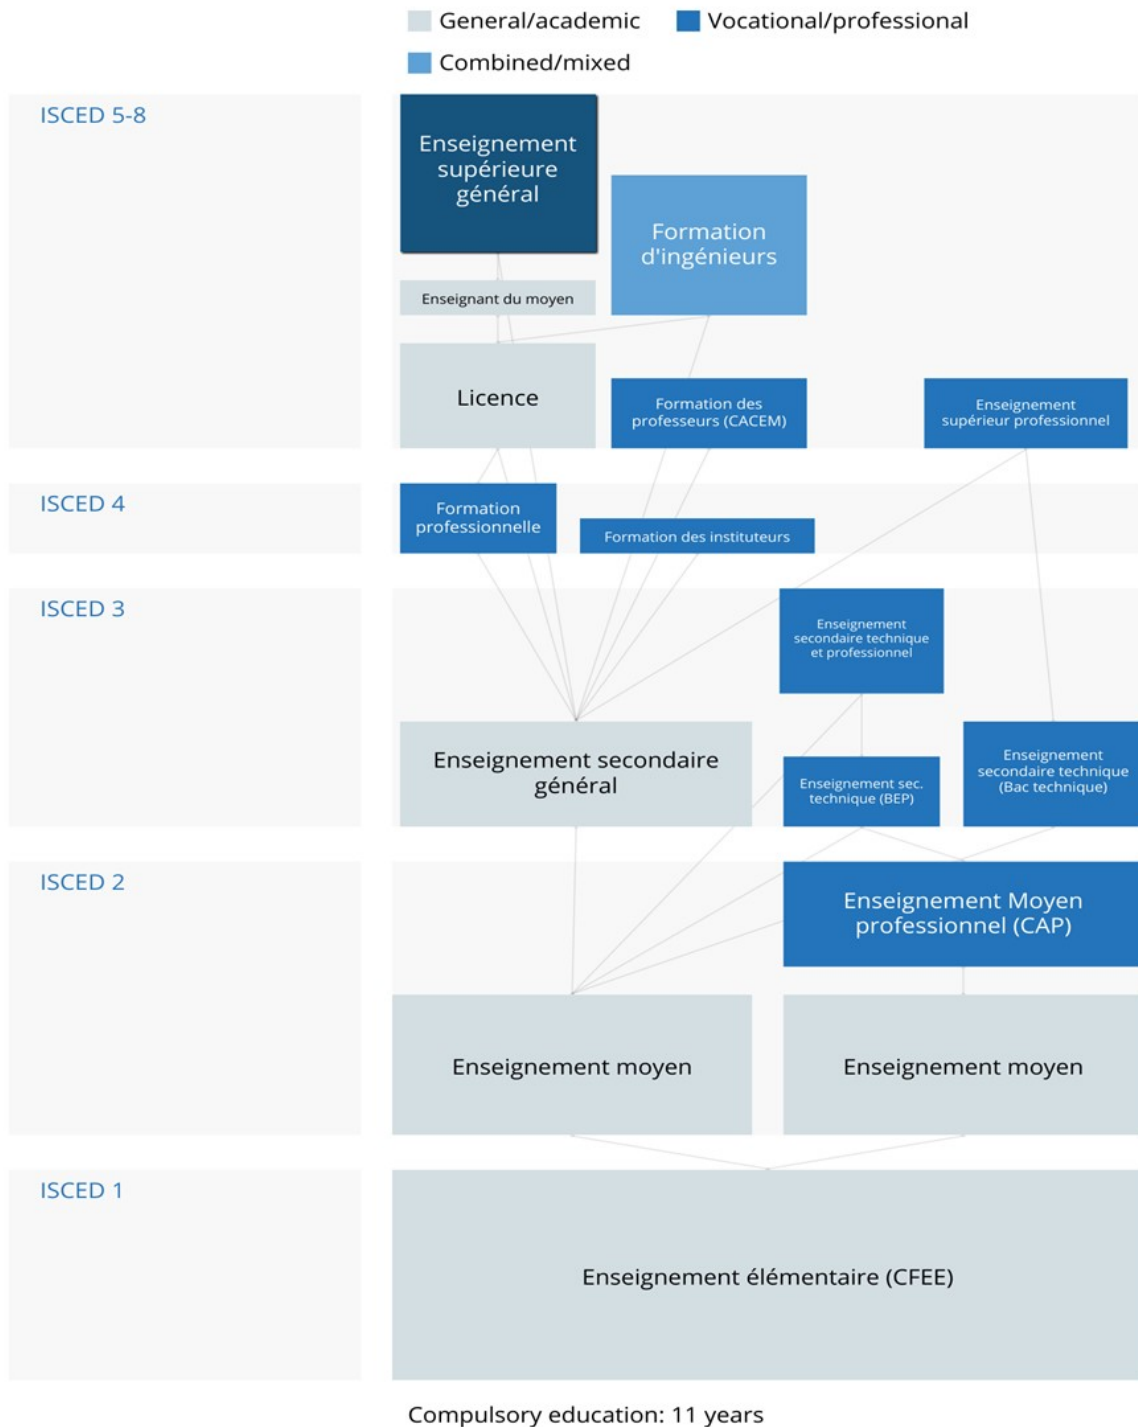 General/academic
Vocational/professional
Combined/mixed
ISCED 5-8
Enseignement
supérieure
général
Formation
d'ingénieurs
Enseignant du moyen
Licence
Formation des
professeurs (CACEM)
Enseignement
supérieur professionnel
ISCED 4
Formation
professionnelle
Formation des instituteurs
ISCED 3
Enseignement
secondaire technique
et professionnel
Enseignement secondaire
général
Enseignement sec.
technique (BEP)
Enseignement
secondaire technique
(Bac technique)
ISCED 2
Enseignement Moyen
professionnel (CAP)
Enseignement moyen
Enseignement moyen
ISCED 1
Enseignement élémentaire (CFEE)
Compulsory education: 11 years